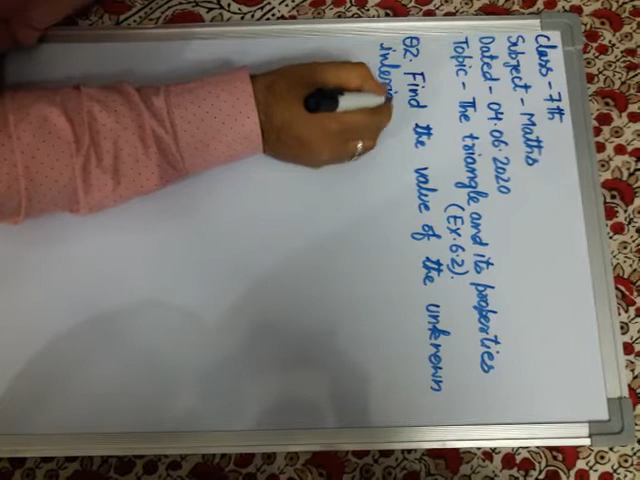 Class - 7th
Subject - Maths
Dated - 04.06.2020
Topic - The triangle and its properties
(Ex. 6.2).
Q2. Find the value of the unknown
interi